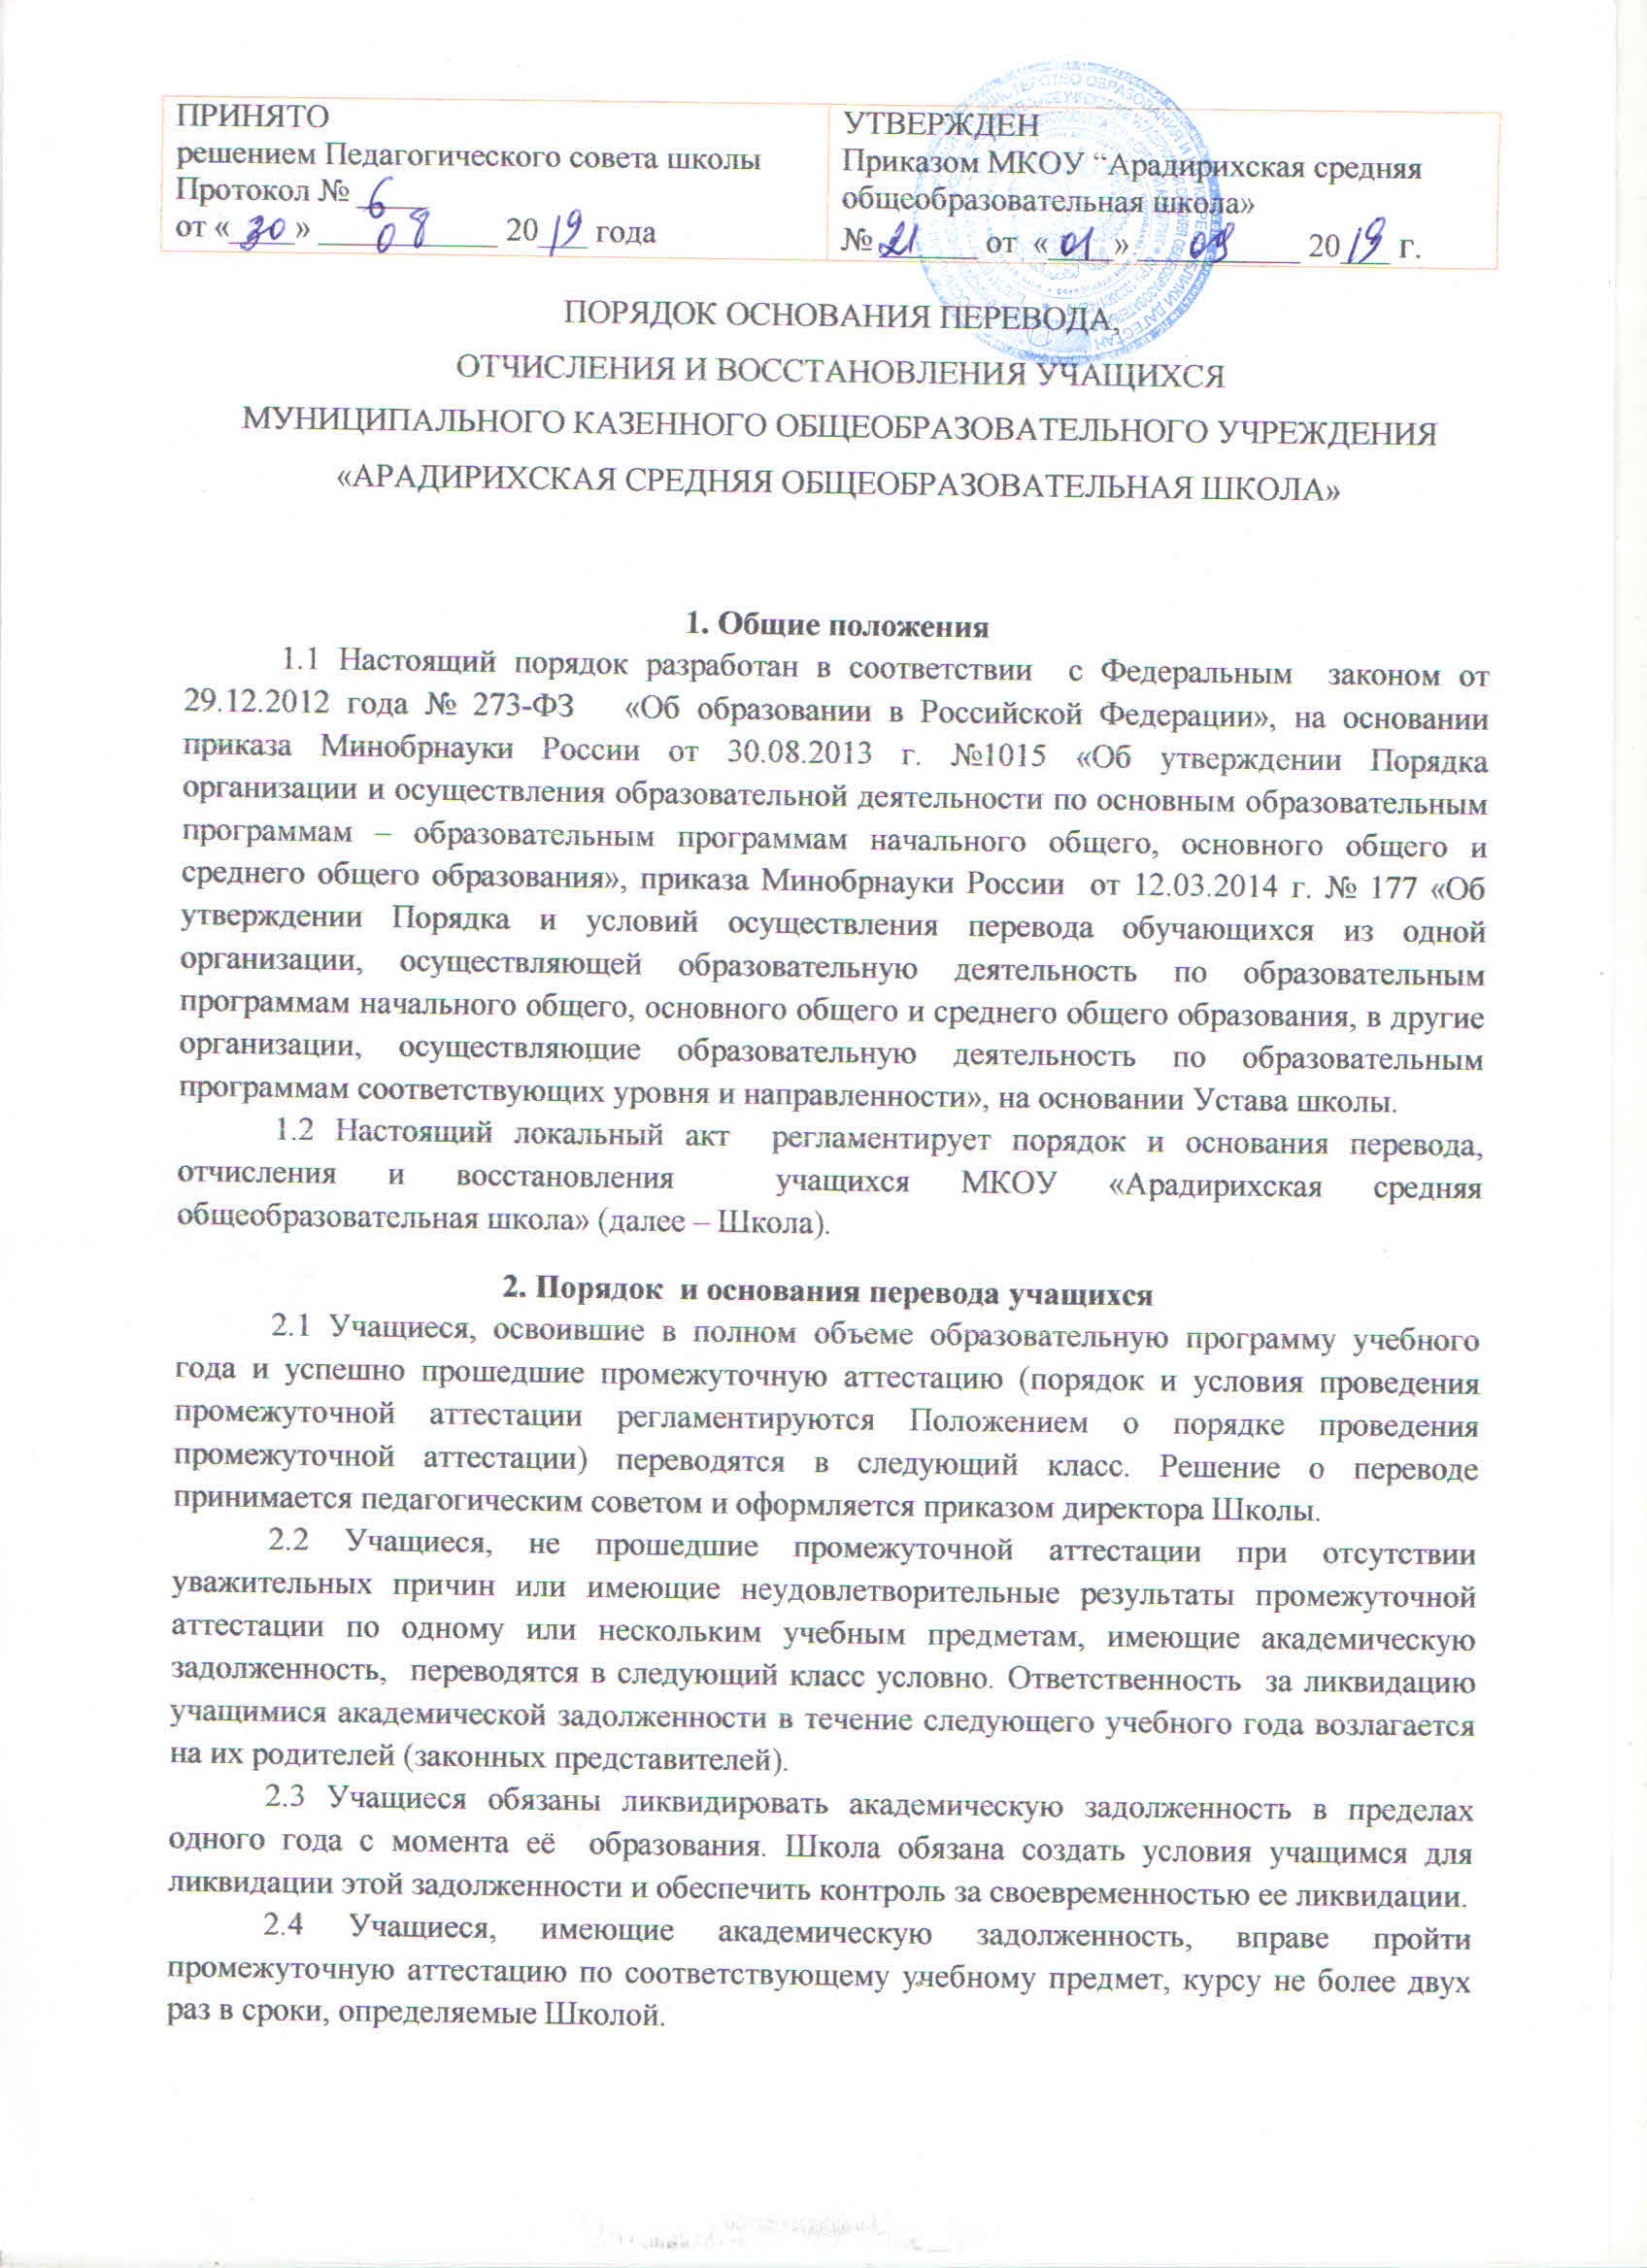 ПРИНЯТО
решением Педагогического совета школы
Протокол № 6
от «30» 08 2019 года
УТВЕРЖДЕН
Приказом МКОУ “Арадирихская средняя
общеобразовательная школа»
№ 21 от «01» 09 2019 г.
ПОРЯДОК ОСНОВАНИЯ ПЕРЕВОДА,
ОТЧИСЛЕНИЯ И ВОССТАНОВЛЕНИЯ УЧАЩИХСЯ
МУНИЦИПАЛЬНОГО КАЗЕННОГО ОБЩЕОБРАЗОВАТЕЛЬНОГО УЧРЕЖДЕНИЯ
«АРАДИРИХСКАЯ СРЕДНЯЯ ОБЩЕОБРАЗОВАТЕЛЬНАЯ ШКОЛА»
1. Общие положения
1.1 Настоящий порядок разработан в соответствии с Федеральным законом от
29.12.2012 года № 273-ФЗ «Об образовании в Российской Федерации», на основании
приказа Минобрнауки России от 30.08.2013 г. №1015 «Об утверждении Порядка
организации и осуществления образовательной деятельности по основным образовательным
программам – образовательным программам начального общего, основного общего и
среднего общего образования», приказа Минобрнауки России от 12.03.2014 г. № 177 «Об
утверждении Порядка и условий осуществления перевода обучающихся из одной
организации, осуществляющей образовательную деятельность по образовательным
программам начального общего, основного общего и среднего общего образования, в другие
организации, осуществляющие образовательную деятельность по образовательным
программам соответствующих уровня и направленности», на основании Устава школы.
1.2 Настоящий локальный акт регламентирует порядок и основания перевода,
отчисления и восстановления учащихся МКОУ «Арадирихская средняя
общеобразовательная школа» (далее – Школа).
2. Порядок и основания перевода учащихся
2.1 Учащиеся, освоившие в полном объеме образовательную программу учебного
года и успешно прошедшие промежуточную аттестацию (порядок и условия проведения
промежуточной аттестации регламентируются Положением о порядке проведения
промежуточной аттестации) переводятся в следующий класс. Решение о переводе
принимается педагогическим советом и оформляется приказом директора Школы.
2.2 Учащиеся, не прошедшие промежуточной аттестации при отсутствии
уважительных причин или имеющие неудовлетворительные результаты промежуточной
аттестации по одному или нескольким учебным предметам, имеющие академическую
задолженность, переводятся в следующий класс условно. Ответственность за ликвидацию
учащимися академической задолженности в течение следующего учебного года возлагается
на их родителей (законных представителей).
2.3 Учащиеся обязаны ликвидировать академическую задолженность в пределах
одного года с момента её образования. Школа обязана создать условия учащимся для
ликвидации этой задолженности и обеспечить контроль за своевременностью ее ликвидации.
2.4 Учащиеся, имеющие академическую задолженность, вправе пройти
промежуточную аттестацию по соответствующему учебному предмет, курсу не более двух
раз в сроки, определяемые Школой.